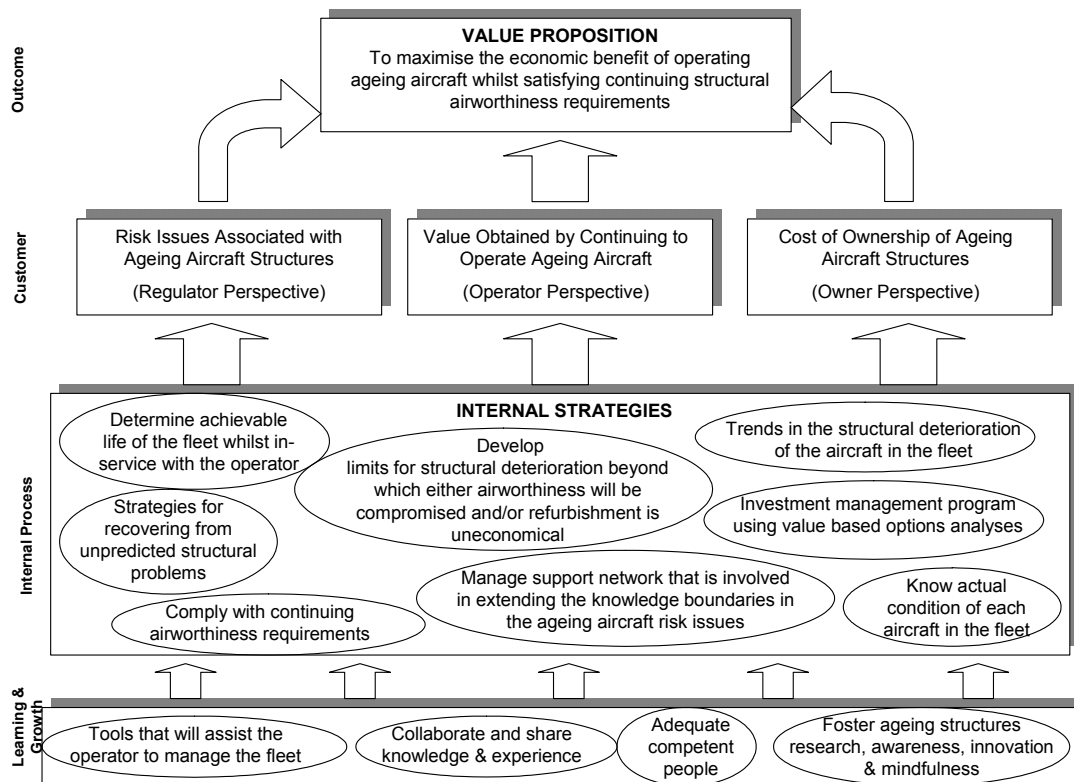 Outcome
VALUE PROPOSITION
To maximise the economic benefit of operating
ageing aircraft whilst satisfying continuing structural
airworthiness requirements
Customer
Risk Issues Associated with
Ageing Aircraft Structures
(Regulator Perspective)
Value Obtained by Continuing to
Operate Ageing Aircraft
(Operator Perspective)
Cost of Ownership of Ageing
Aircraft Structures
(Owner Perspective)
Internal Process
INTERNAL STRATEGIES
Determine achievable
life of the fleet whilst in-
service with the operator
Develop
limits for structural deterioration beyond
which either airworthiness will be
compromised and/or refurbishment is
uneconomical
Trends in the structural deterioration
of the aircraft in the fleet
Strategies for
recovering from
unpredicted structural
problems
Investment management program
using value based options analyses
Comply with continuing
airworthiness requirements
Manage support network that is involved
in extending the knowledge boundaries in
the ageing aircraft risk issues
Know actual
condition of each
aircraft in the fleet
Learning &
Growth
Tools that will assist the
operator to manage the fleet
Collaborate and share
knowledge & experience
Adequate
competent
people
Foster ageing structures
research, awareness, innovation
& mindfulness